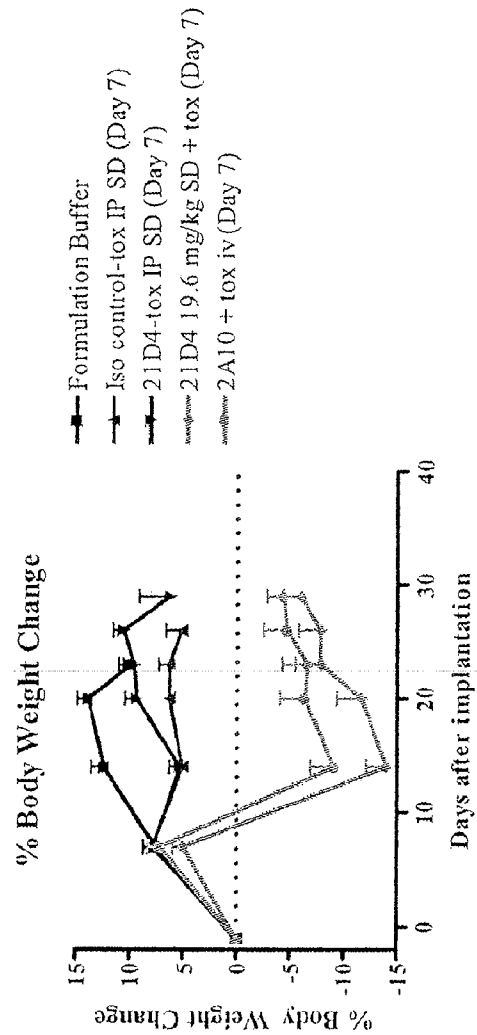 % Body Weight Change
Formulation Buffer
Iso control-tox IP SD (Day 7)
21D4-tox IP SD (Day 7)
21D4 19.6 mg/kg SD + tox (Day 7)
2A10 + tox iv (Day 7)
% Body Weight Change
15
10
5
0
-5
-10
-15
0
10
20
30
40
Days after implantation